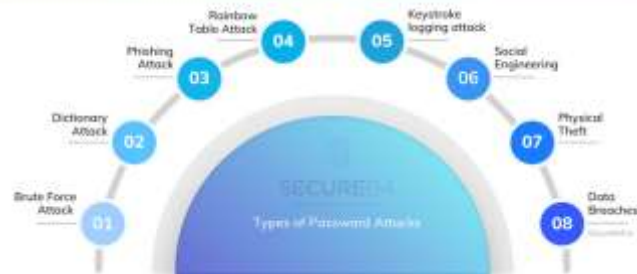 Rainbow
Table Attack
04
05
Keystroke
logging attack
Phishing
Attack
03
06
Social
Engineering
Dictionary
Attack
02
07
Physical
Theft
SECURE
Types of Password Attacks
Brute Force
Attack
01
08
Data
Breaches